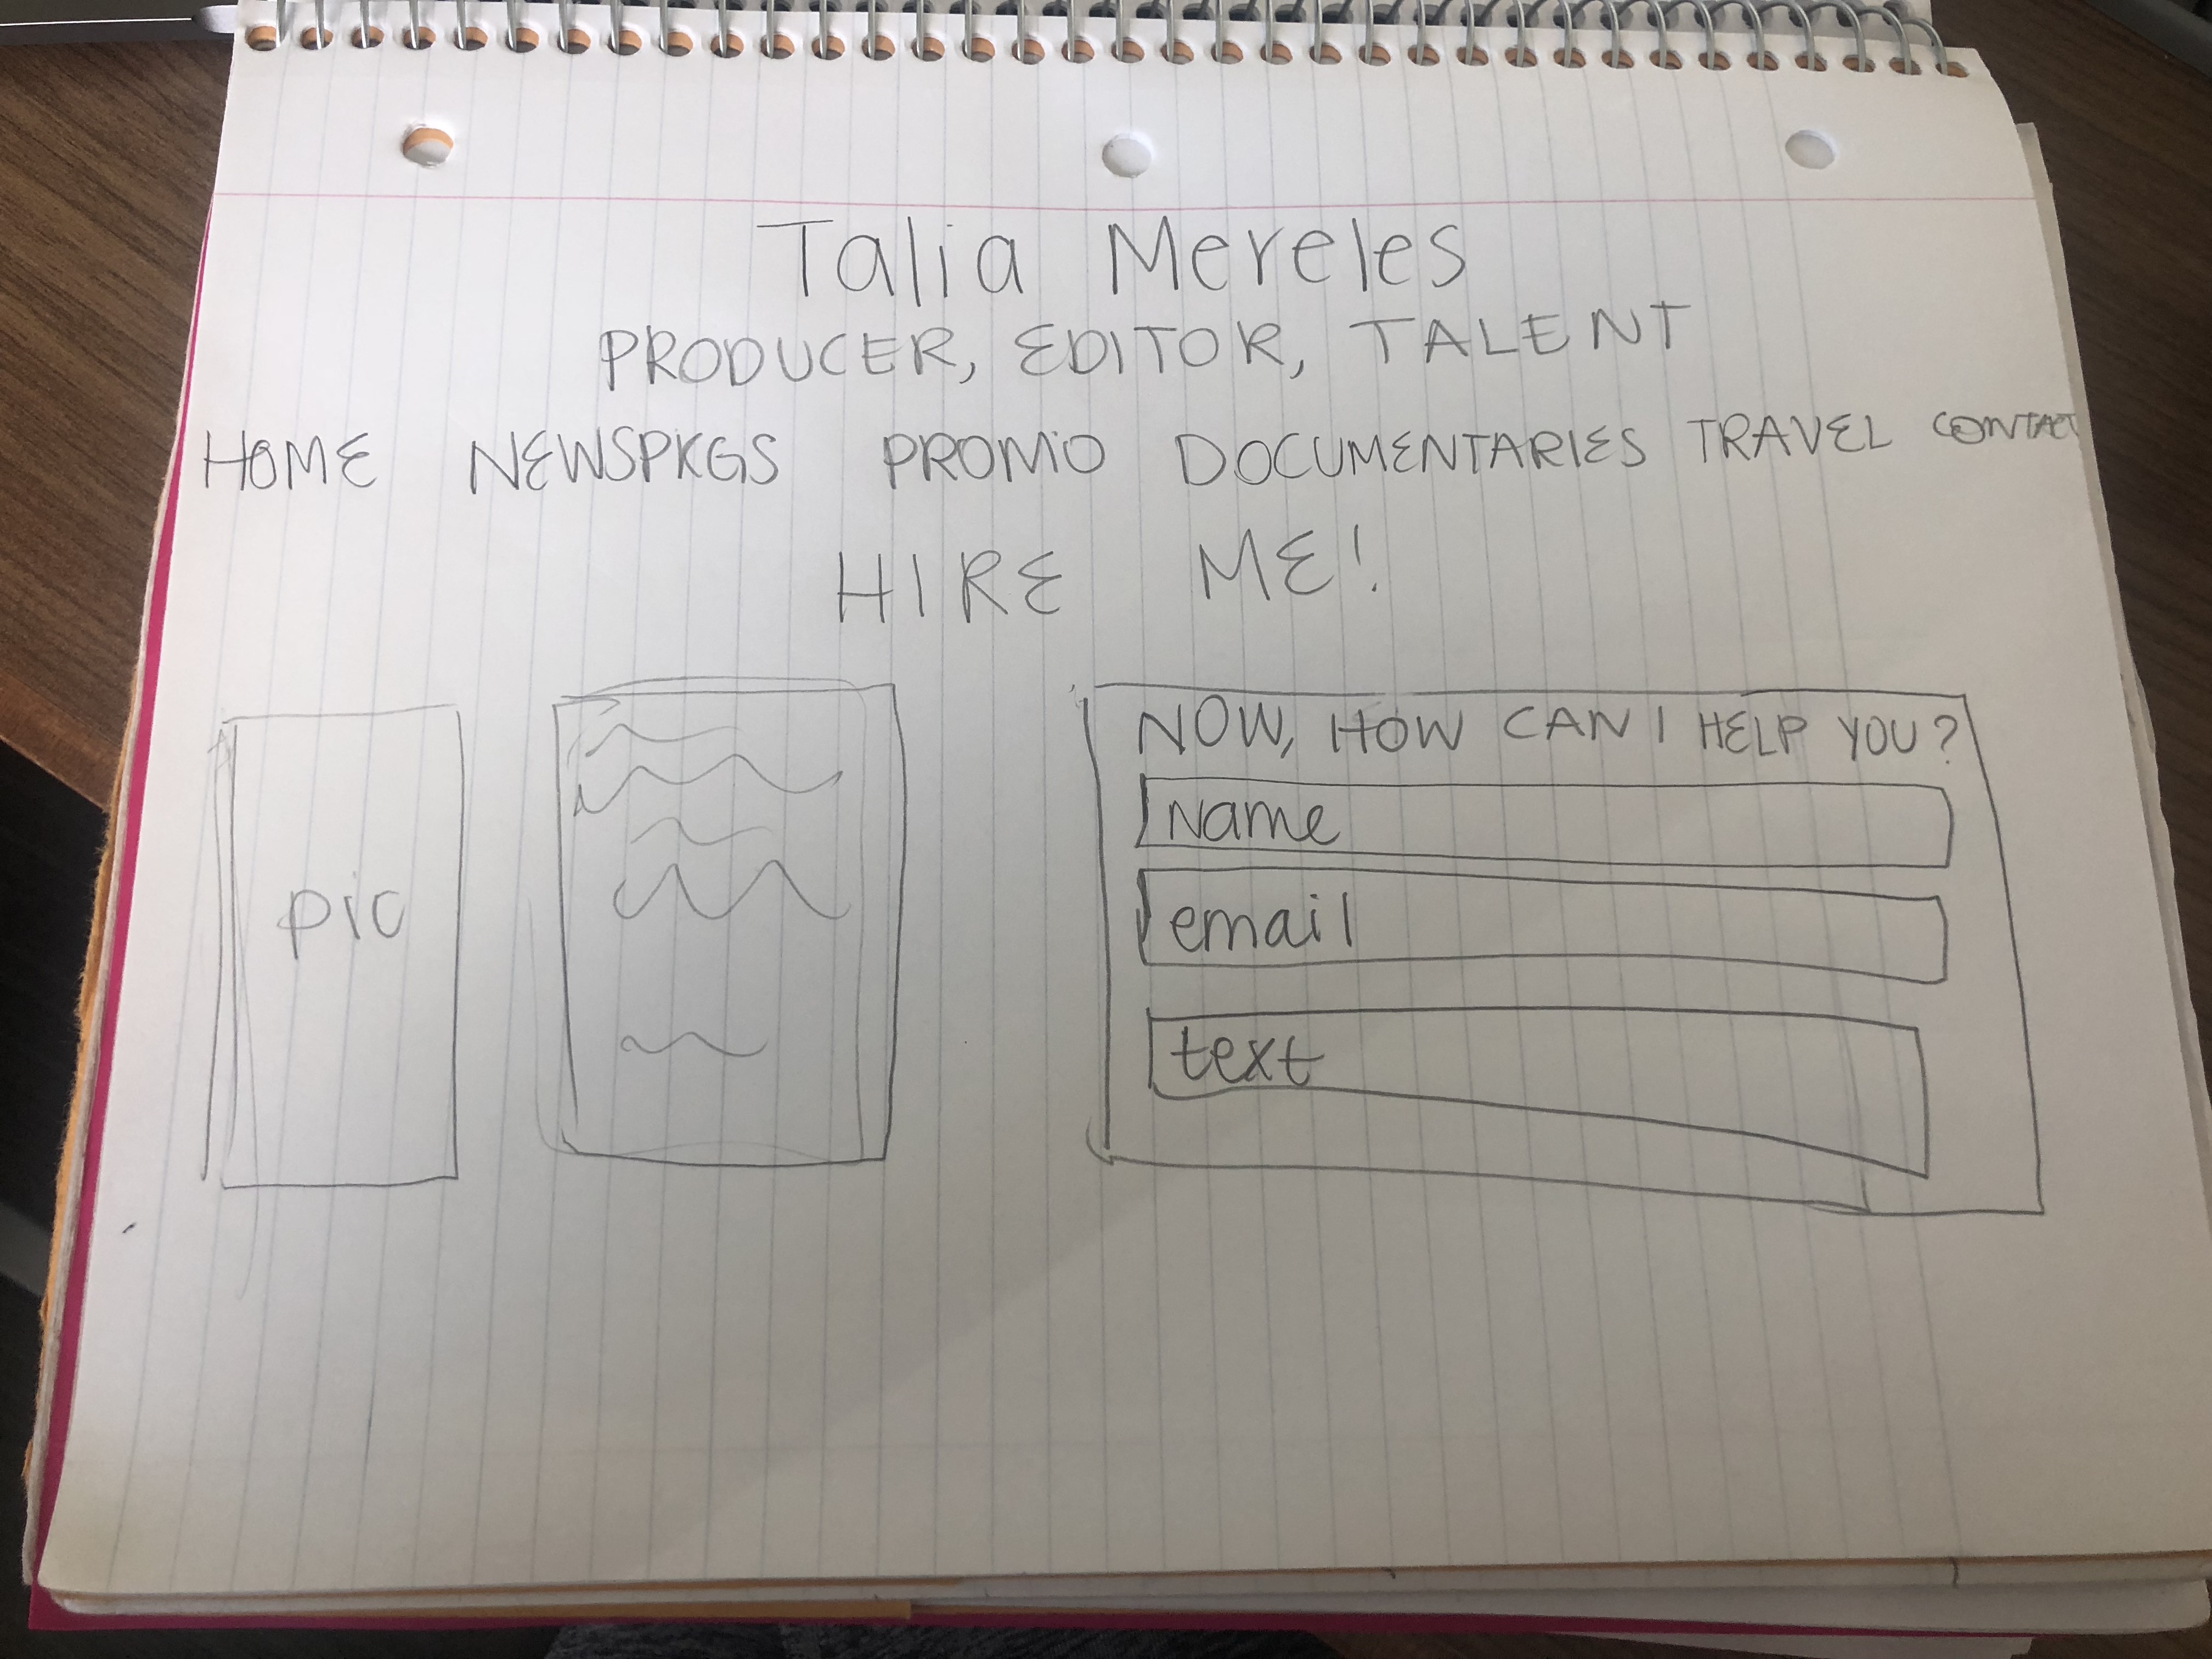 Talia Mereles
PRODUCER, EDITOR, TALENT
HOME NEWSPKGS PROMO DOCUMENTARIES TRAVEL CONTACT
HIRE ME!
pic
NOW, HOW CAN I HELP YOU?
Name
email
text